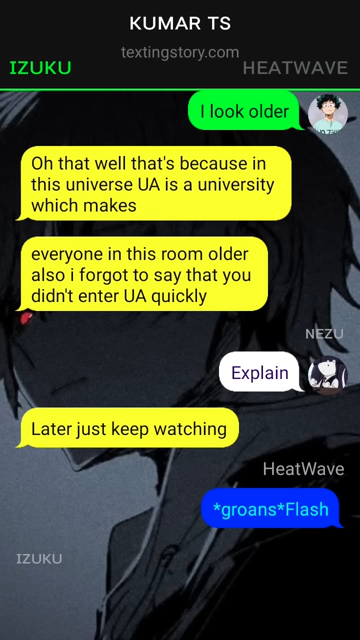 KUMAR TS
textingstory.com
IZUKU
HEATWAVE
I look older
Oh that well that's because in
this universe UA is a university
which makes
everyone in this room older
also i forgot to say that you
didn't enter UA quickly
NEZU
Explain
Later just keep watching
HeatWave
*groans*Flash
IZUKU